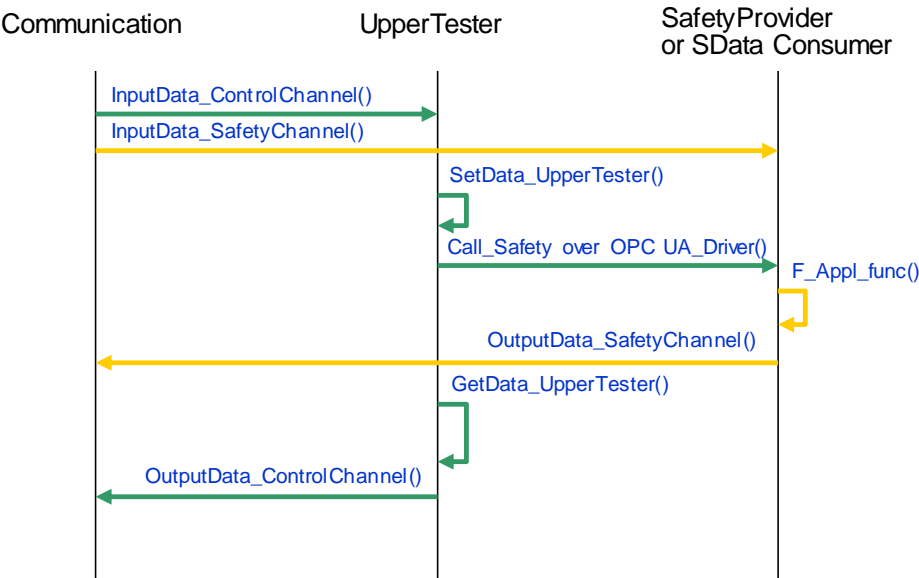 Communication
UpperTester
SafetyProvider
or SData Consumer
InputData_ControlChannel()
InputData_SafetyChannel()
SetData_UpperTester()
Call_Safety over OPC UA_Driver()
F_Appl_func()
OutputData_SafetyChannel()
GetData_UpperTester()
OutputData_ControlChannel()